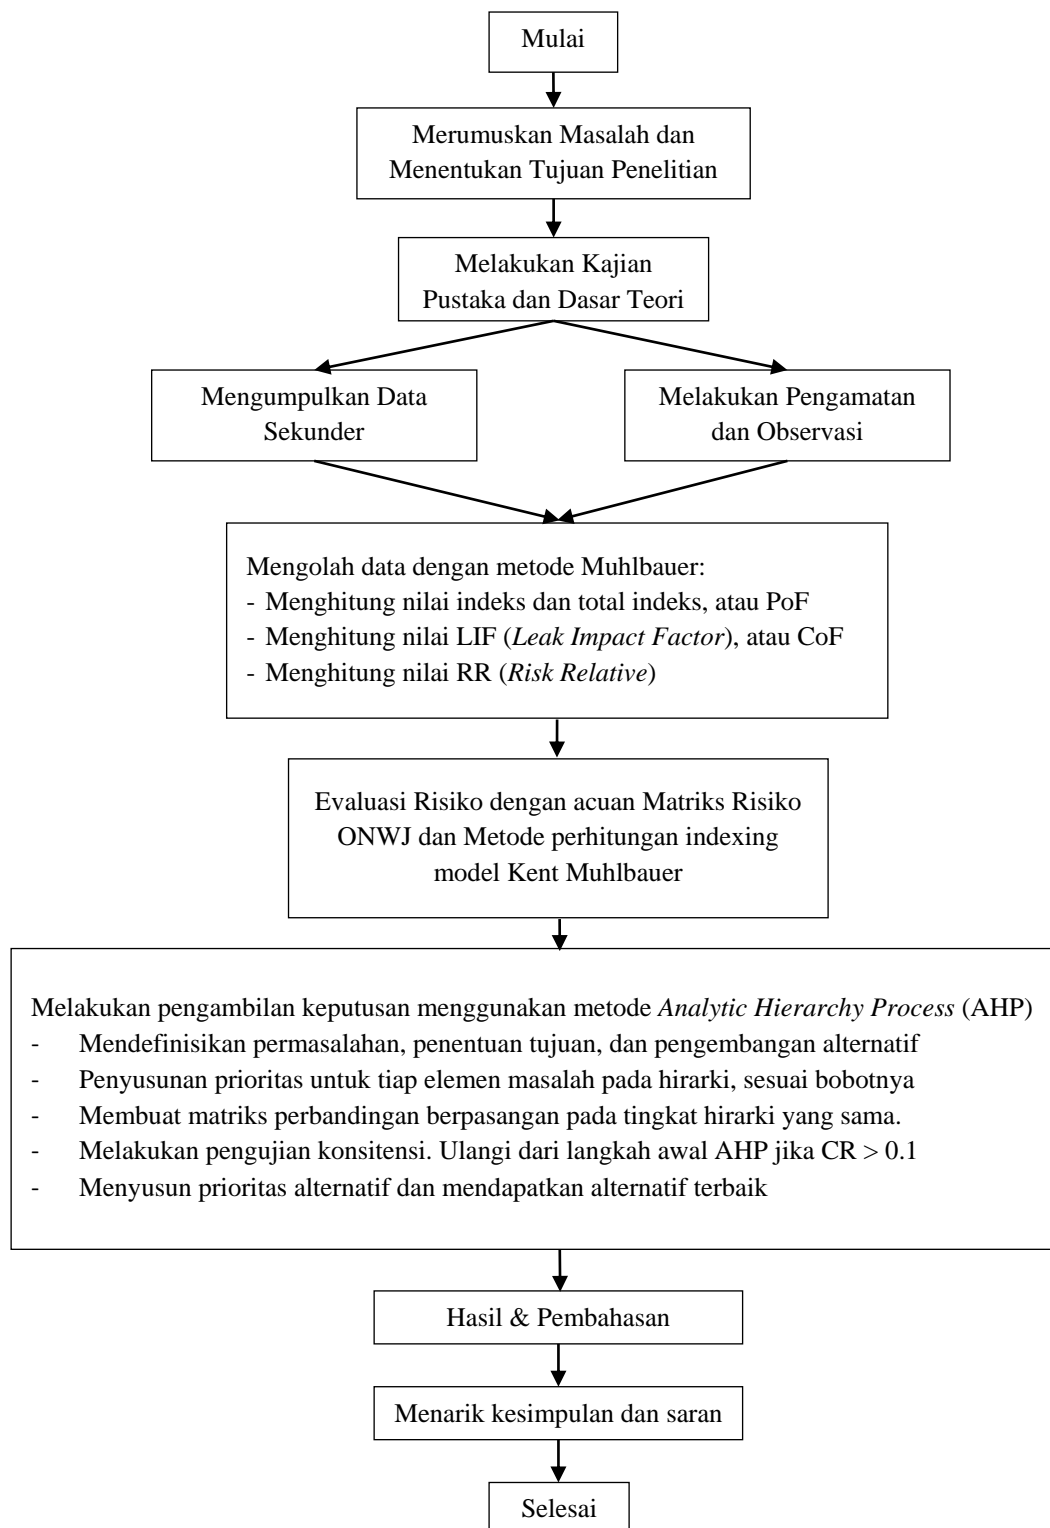 Mulai
Merumuskan Masalah dan
Menentukan Tujuan Penelitian
Melakukan Kajian
Pustaka dan Dasar Teori
Mengumpulkan Data
Sekunder
Melakukan Pengamatan
dan Observasi
Mengolah data dengan metode Muhlbauer:
- Menghitung nilai indeks dan total indeks, atau PoF
- Menghitung nilai LIF (Leak Impact Factor), atau CoF
- Menghitung nilai RR (Risk Relative)
Evaluasi Risiko dengan acuan Matriks Risiko
ONWJ dan Metode perhitungan indexing
model Kent Muhlbauer
Melakukan pengambilan keputusan menggunakan metode Analytic Hierarchy Process (AHP)
- Mendefinisikan permasalahan, penentuan tujuan, dan pengembangan alternatif
- Penyusunan prioritas untuk tiap elemen masalah pada hirarki, sesuai bobotnya
- Membuat matriks perbandingan berpasangan pada tingkat hirarki yang sama.
- Melakukan pengujian konsitensi. Ulangi dari langkah awal AHP jika CR > 0.1
- Menyusun prioritas alternatif dan mendapatkan alternatif terbaik
Hasil & Pembahasan
Menarik kesimpulan dan saran
Selesai